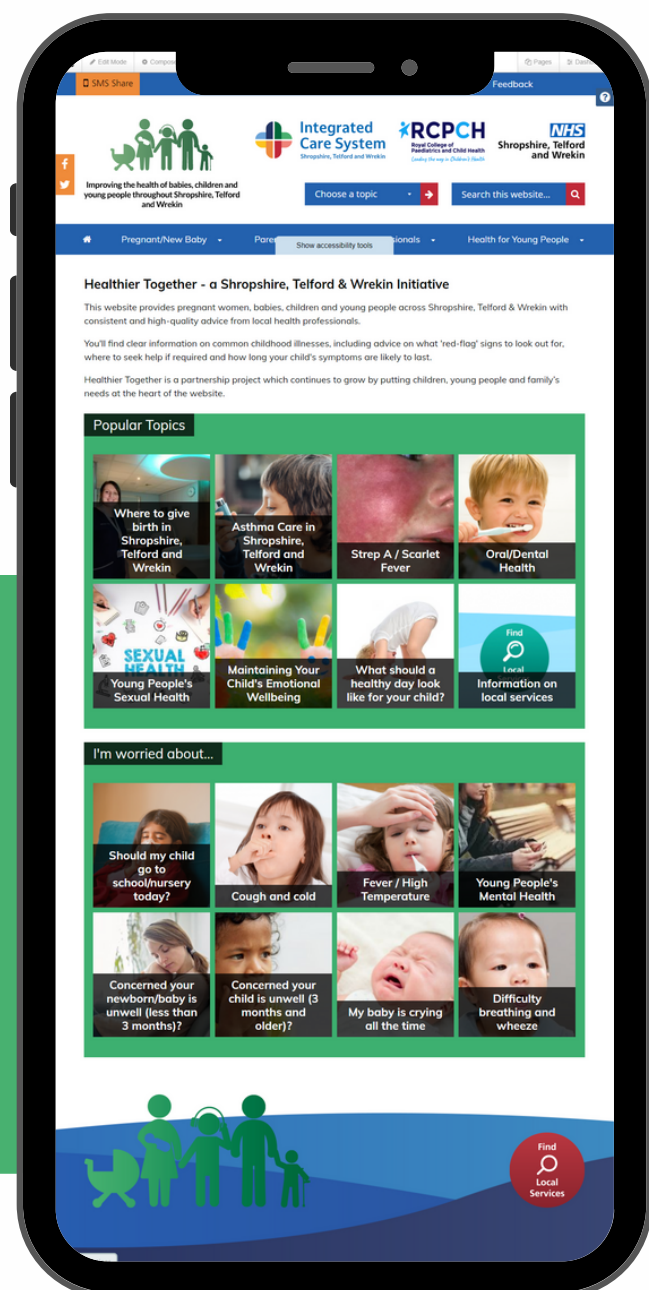 Edit Mode
Compose
Pages
SMS Share
Feedback
?
Integrated
Care System
Shropshire, Telford and Wrekin
RCPCH
Royal College of
Paediatrics and Child Health
Leading the way in Children's Health
NHS
Shropshire, Telford
and Wrekin
Improving the health of babies, children and
young people throughout Shropshire, Telford
and Wrekin
Choose a topic
Search this website...
Pregnant/New Baby
Show accessibility tools
Health for Young People
Healthier Together - a Shropshire, Telford & Wrekin Initiative
This website provides pregnant women, babies, children and young people across Shropshire, Telford & Wrekin with
consistent and high-quality advice from local health professionals.
You'll find clear information on common childhood illnesses, including advice on what 'red-flag' signs to look out for,
where to seek help if required and how long your child's symptoms are likely to last.
Healthier Together is a partnership project which continues to grow by putting children, young people and family's
needs at the heart of the website.
Popular Topics
Where to give
birth in
Shropshire,
Telford and
Wrekin
Asthma Care in
Shropshire,
Telford and
Wrekin
Strep A / Scarlet
Fever
Oral/Dental
Health
SEXUAL
HEALTH
Young People's
Sexual Health
Maintaining Your
Child's Emotional
Wellbeing
What should a
healthy day look
like for your child?
Find
Local
Information on
local services
I'm worried about...
Should my child
go to
school/nursery
today?
Cough and cold
Fever / High
Temperature
Young People's
Mental Health
Concerned your
newborn/baby is
unwell (less than
3 months)?
Concerned your
child is unwell (3
months and
older)?
My baby is crying
all the time
Difficulty
breathing and
wheeze
Find
Local
Services